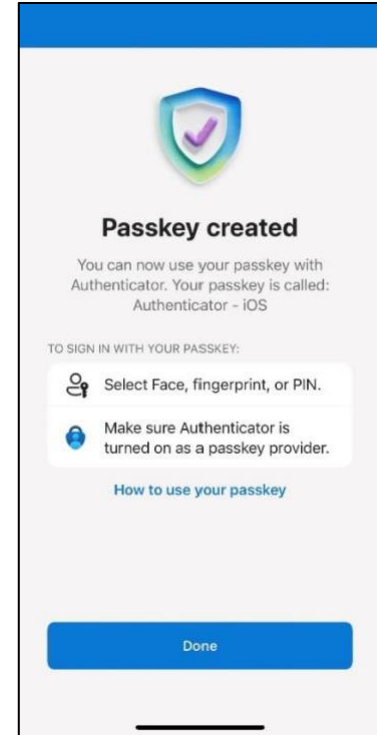 Passkey created
You can now use your passkey with
Authenticator. Your passkey is called:
Authenticator - iOS
TO SIGN IN WITH YOUR PASSKEY:
Select Face, fingerprint, or PIN.
Make sure Authenticator is
turned on as a passkey provider.
How to use your passkey
Done